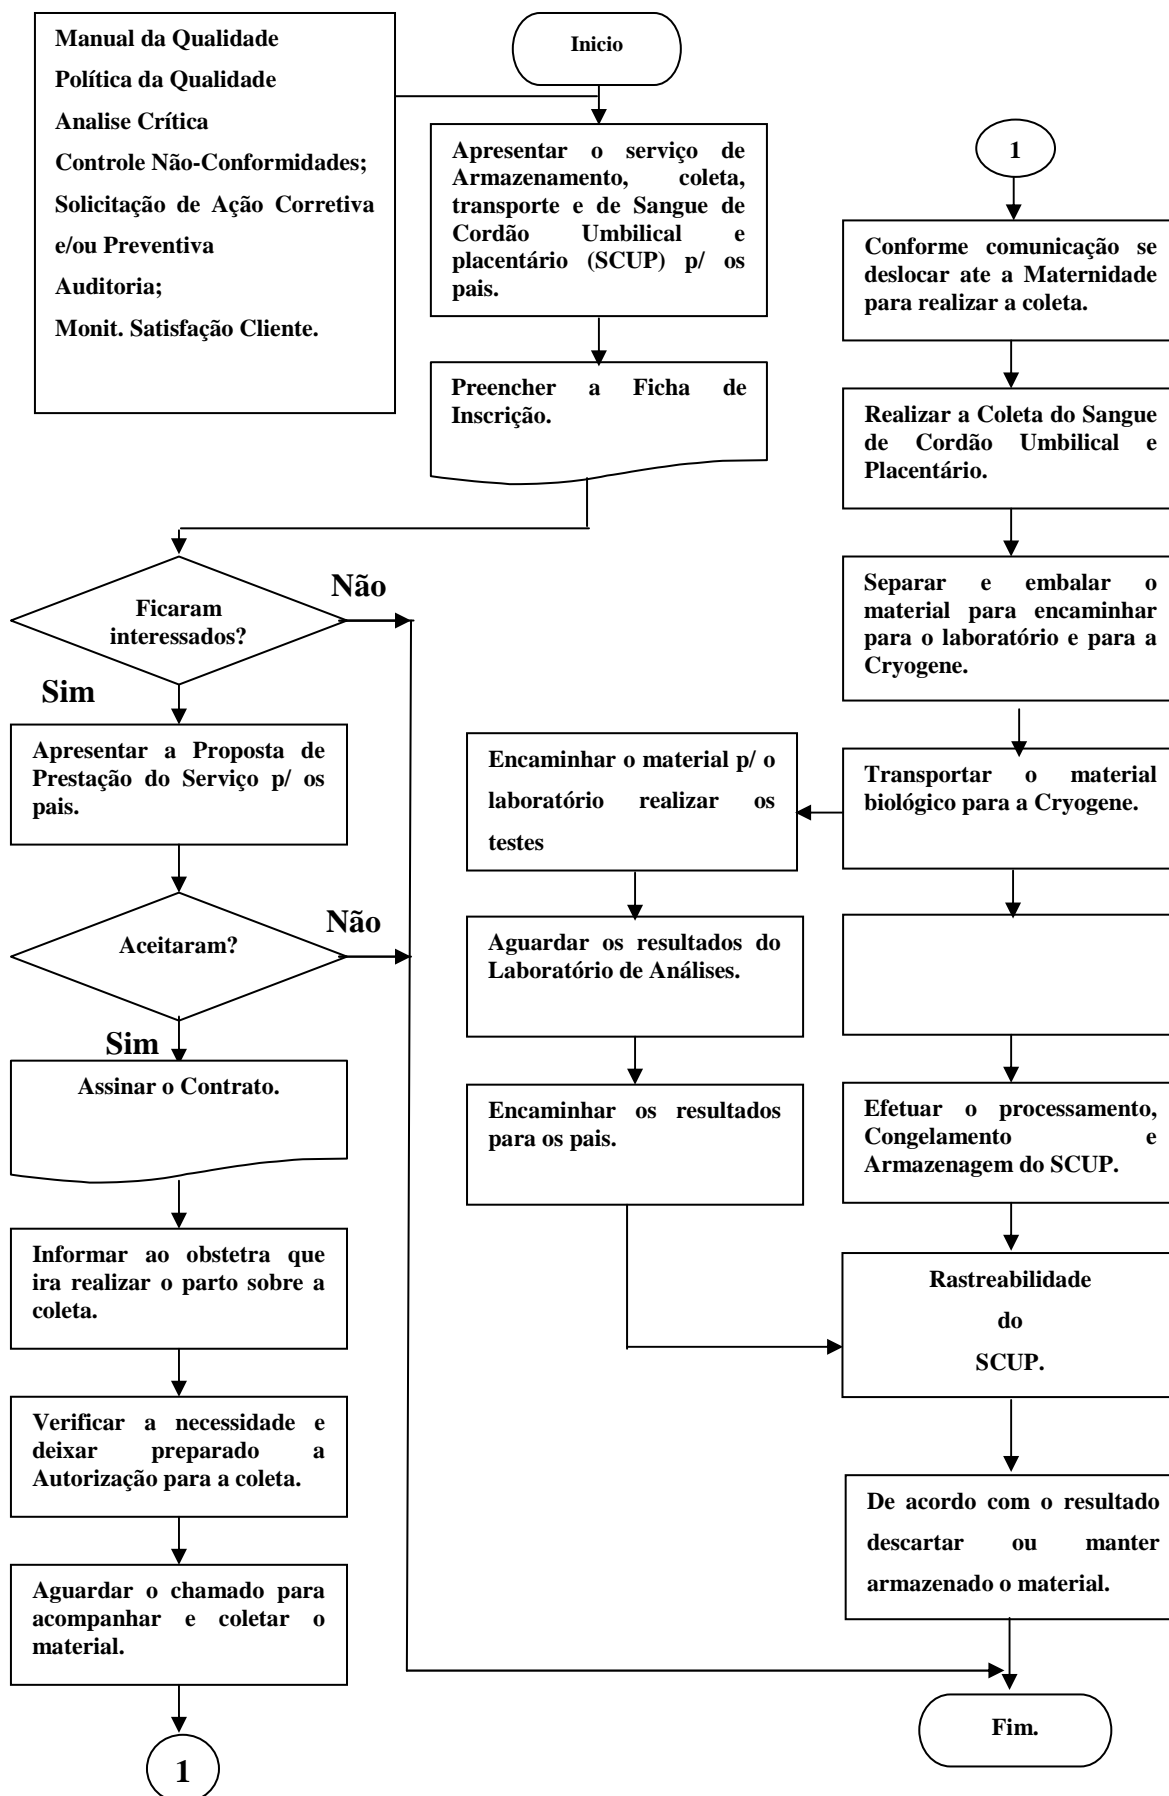 Manual da Qualidade
Política da Qualidade
Analise Crítica
Controle Não-Conformidades;
Solicitação de Ação Corretiva
e/ou Preventiva
Auditoria;
Monit. Satisfação Cliente.
Inicio
Apresentar o serviço de
Armazenamento, coleta,
transporte e de Sangue de
Cordão Umbilical e
placentário (SCUP) p/ os
pais.
Preencher a Ficha de
Inscrição.
Ficaram
interessados?
Não
Sim
Apresentar a Proposta de
Prestação do Serviço p/ os
pais.
Aceitaram?
Não
Sim
Assinar o Contrato.
Informar ao obstetra que
ira realizar o parto sobre a
coleta.
Verificar a necessidade e
deixar preparado a
Autorização para a coleta.
Aguardar o chamado para
acompanhar e coletar o
material.
1
1
Conforme comunicação se
deslocar ate a Maternidade
para realizar a coleta.
Realizar a Coleta do Sangue
de Cordão Umbilical e
Placentário.
Separar e embalar o
material para encaminhar
para o laboratório e para a
Cryogene.
Transportar o material
biológico para a Cryogene.
Encaminhar o material p/ o
laboratório realizar os
testes
Aguardar os resultados do
Laboratório de Análises.
Encaminhar os resultados
para os pais.
Efetuar o processamento,
Congelamento e
Armazenagem do SCUP.
Rastreabilidade
do
SCUP.
De acordo com o resultado
descartar ou manter
armazenado o material.
Fim.